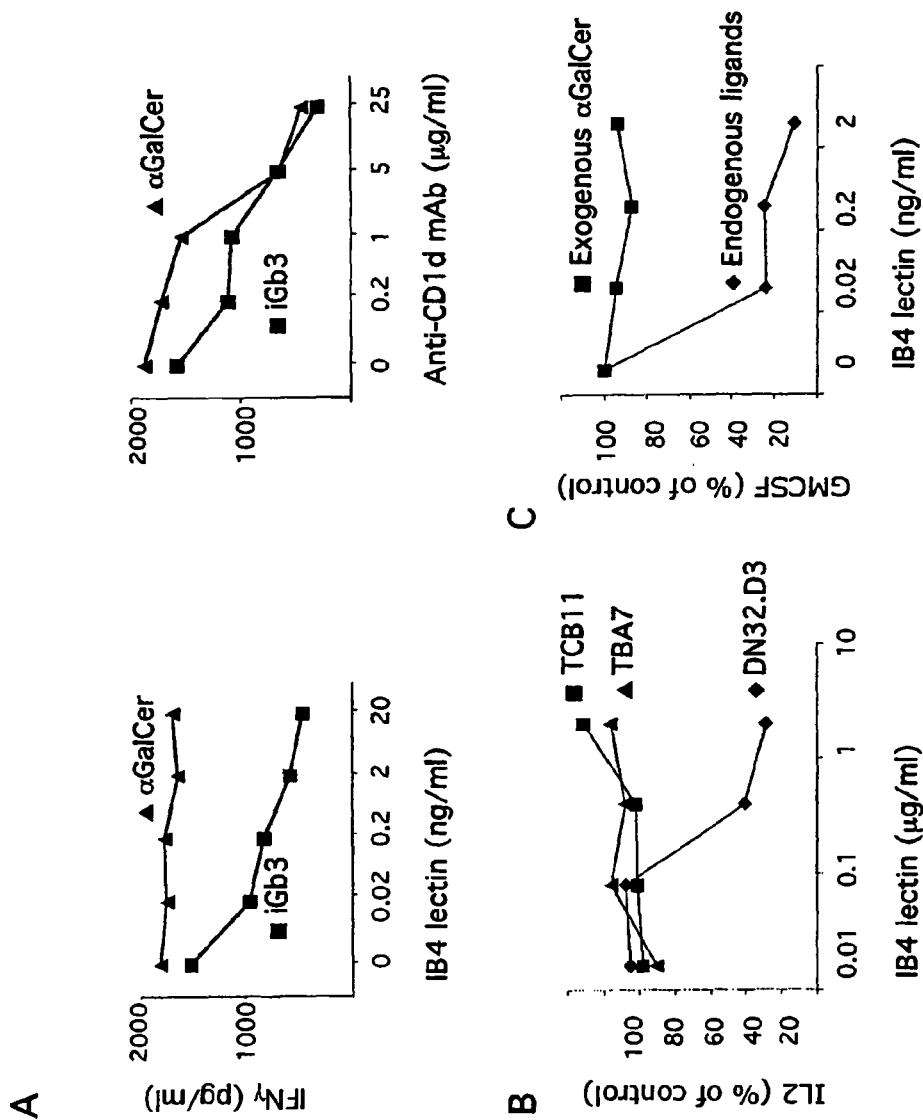 A
IFNγ (pg/ml)
2000
1000
▲ αGalCer
■ iGb3
0 0.02 0.2 2 20
IB4 lectin (ng/ml)
2000
1000
▲ αGalCer
■ iGb3
0 0.2 1 5 25
Anti-CD1d mAb (μg/ml)
B
IL2 (% of control)
100
80
60
40
20
■ TCB11
▲ TBA7
◆ DN32.D3
0.01 0.1 1 10
IB4 lectin (μg/ml)
C
GMCSF (% of control)
100
80
60
40
20
■ Exogenous αGalCer
◆ Endogenous ligands
0 0.02 0.2 2
IB4 lectin (ng/ml)